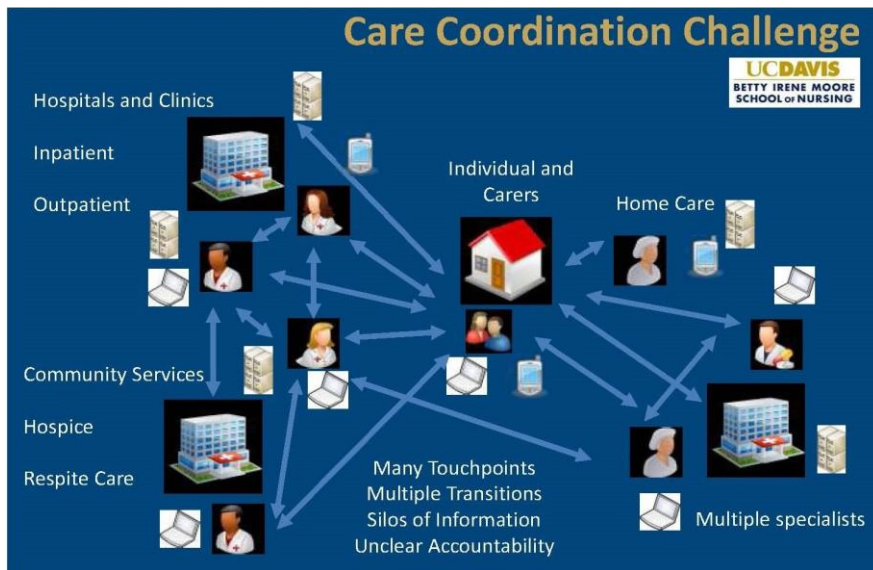 Care Coordination Challenge
UCDAVIS
BETTY IRENE MOORE
SCHOOL OF NURSING
Hospitals and Clinics
Inpatient
Outpatient
Individual and
Carers
Home Care
Community Services
Hospice
Respite Care
Many Touchpoints
Multiple Transitions
Silos of Information
Unclear Accountability
Multiple specialists